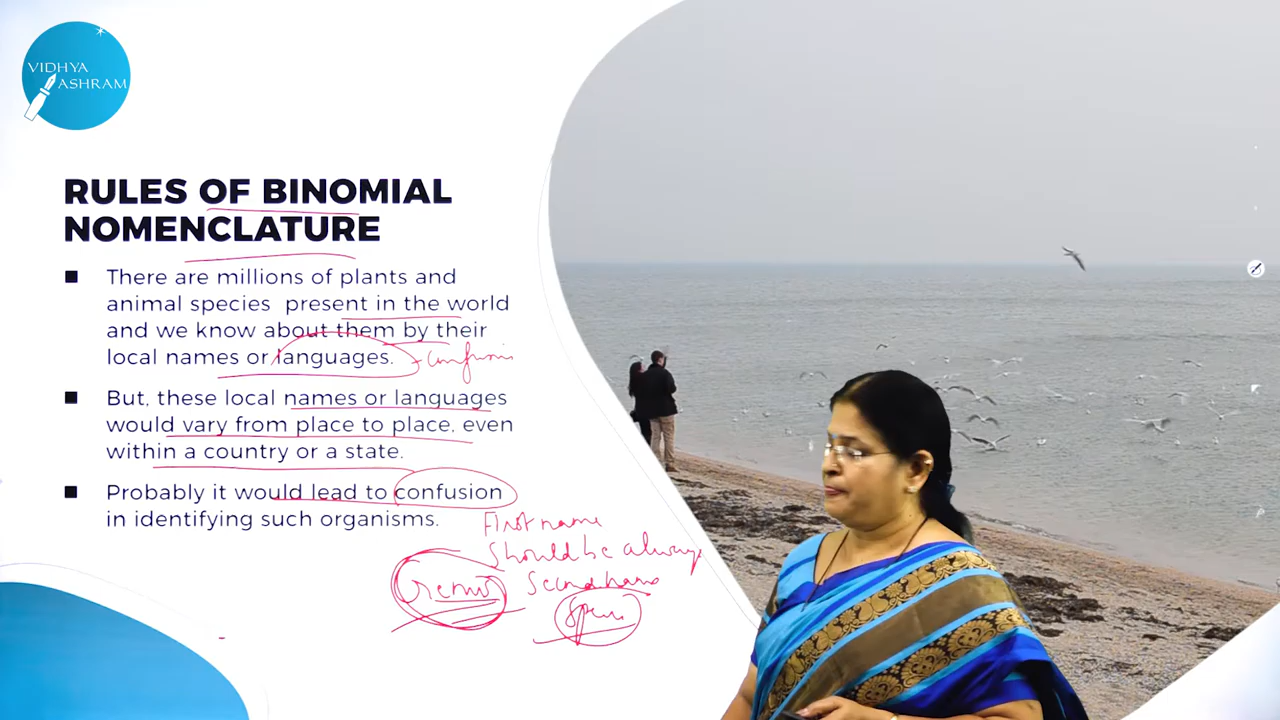 VIDHYA
ASHRAM
RULES OF BINOMIAL
NOMENCLATURE
There are millions of plants and
animal species present in the world
and we know about them by their
local names or languages.
- Confusion
But, these local names or languages
would vary from place to place, even
within a country or a state.
Probably it would lead to confusion
in identifying such organisms.
First name
Should be always
Genus
Second name